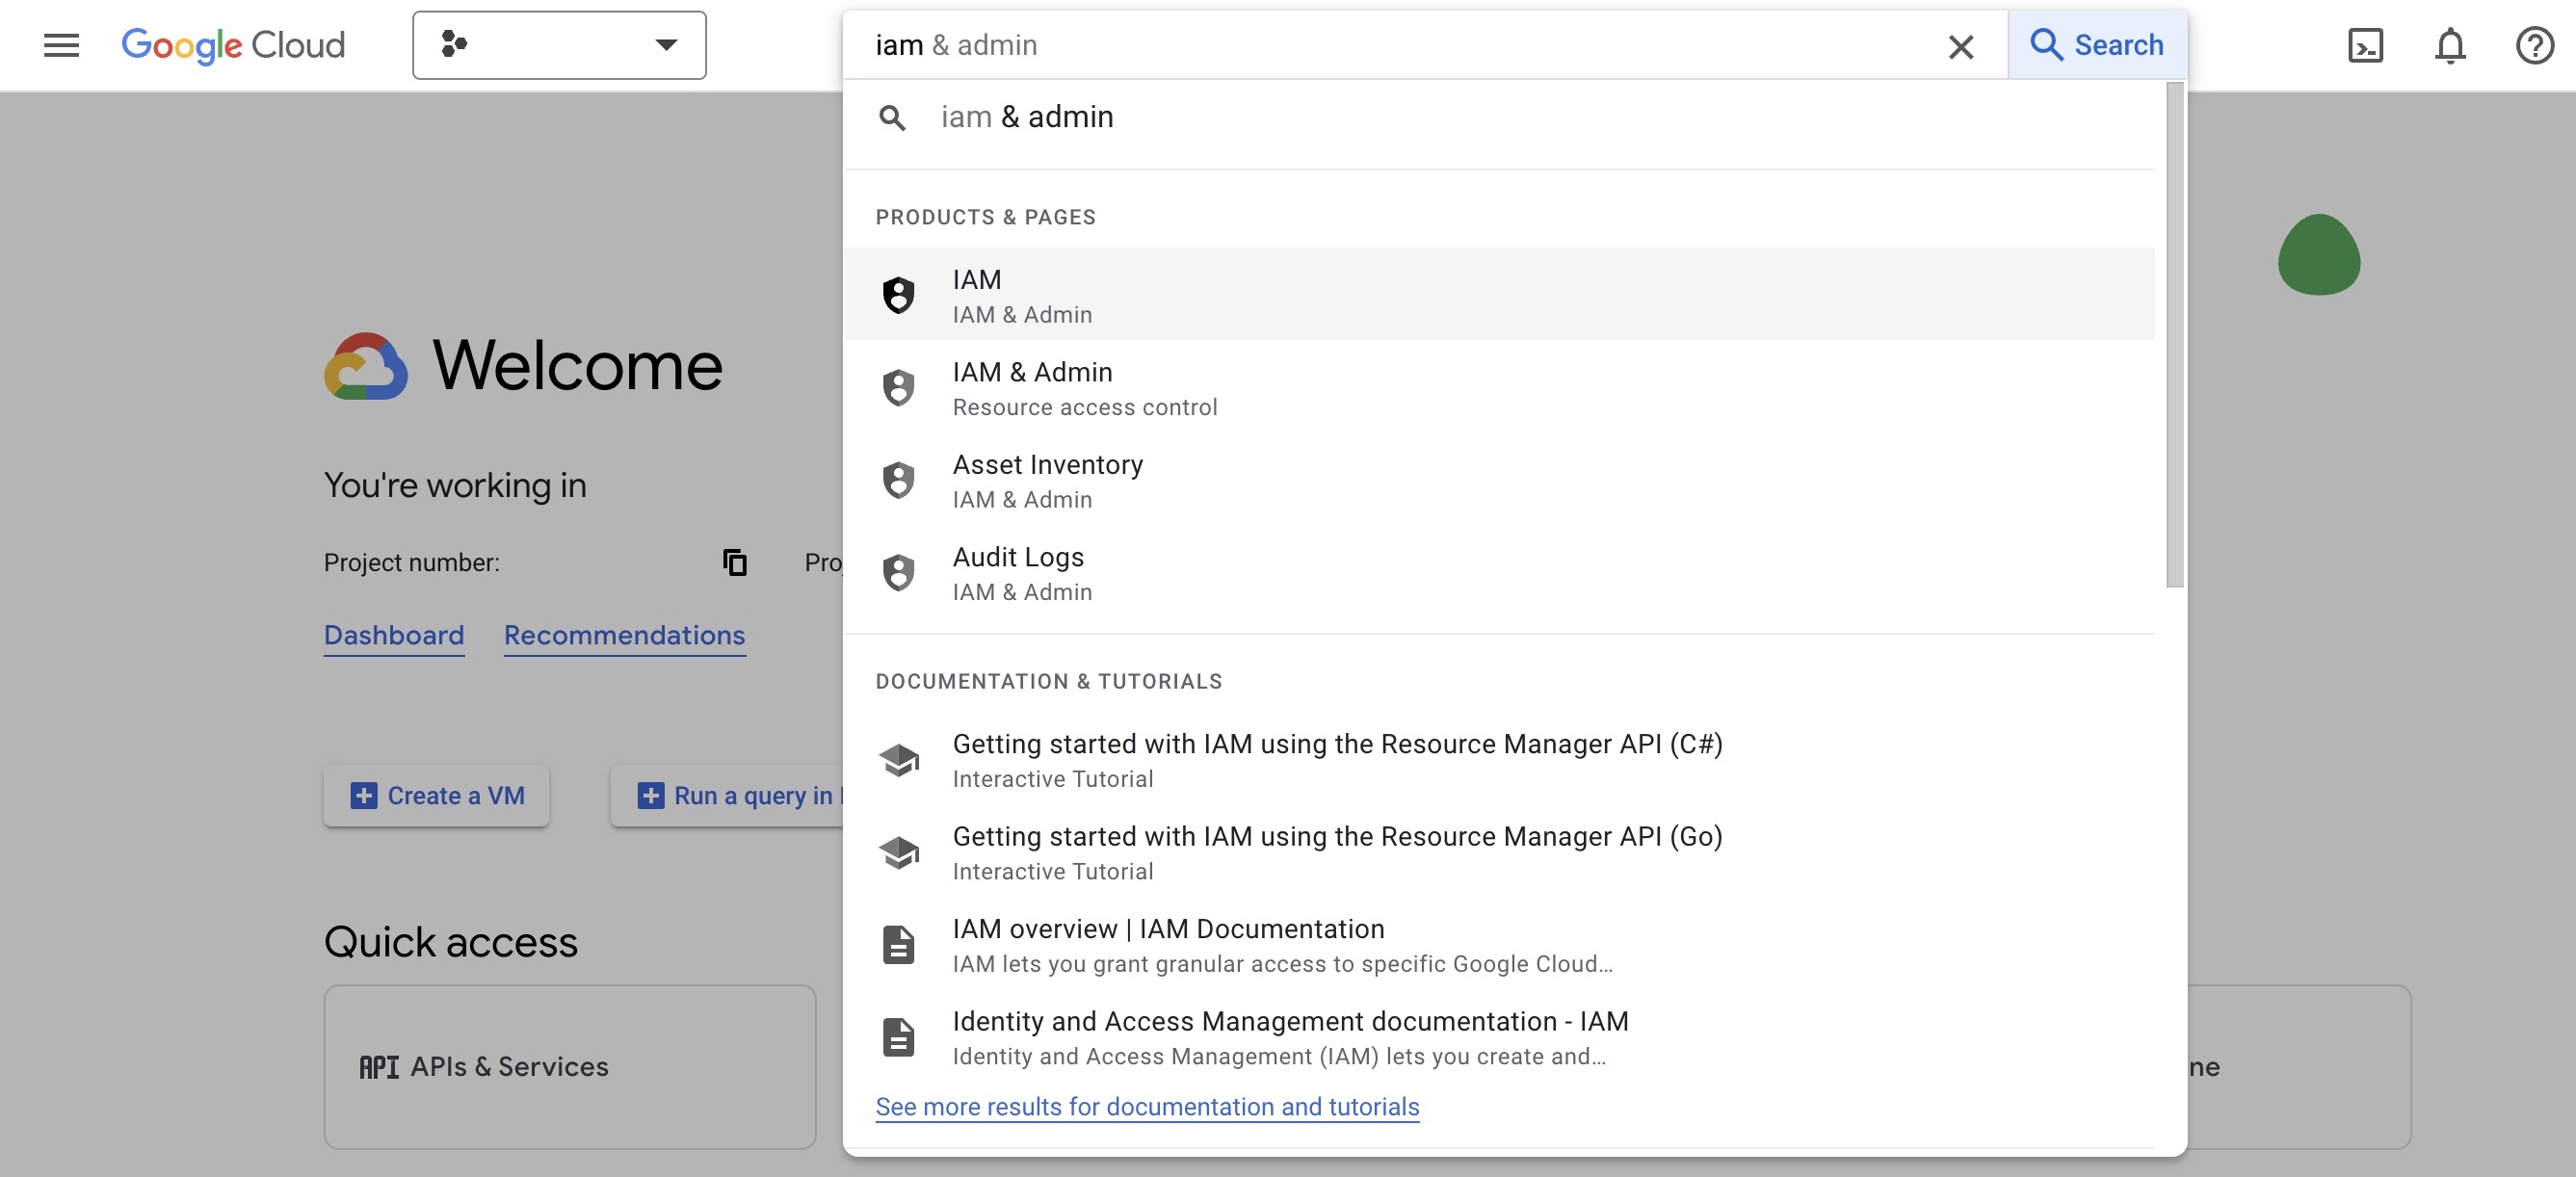 Google Cloud
iam & admin
Search
iam & admin
PRODUCTS & PAGES
IAM
IAM & Admin
IAM & Admin
Resource access control
Asset Inventory
IAM & Admin
Audit Logs
IAM & Admin
DOCUMENTATION & TUTORIALS
Getting started with IAM using the Resource Manager API (C#)
Interactive Tutorial
Getting started with IAM using the Resource Manager API (Go)
Interactive Tutorial
IAM overview | IAM Documentation
IAM lets you grant granular access to specific Google Cloud...
Identity and Access Management documentation - IAM
Identity and Access Management (IAM) lets you create and...
See more results for documentation and tutorials
Welcome
You're working in
Project number:
Dashboard Recommendations
Create a VM
Run a query in
Quick access
API APIs & Services